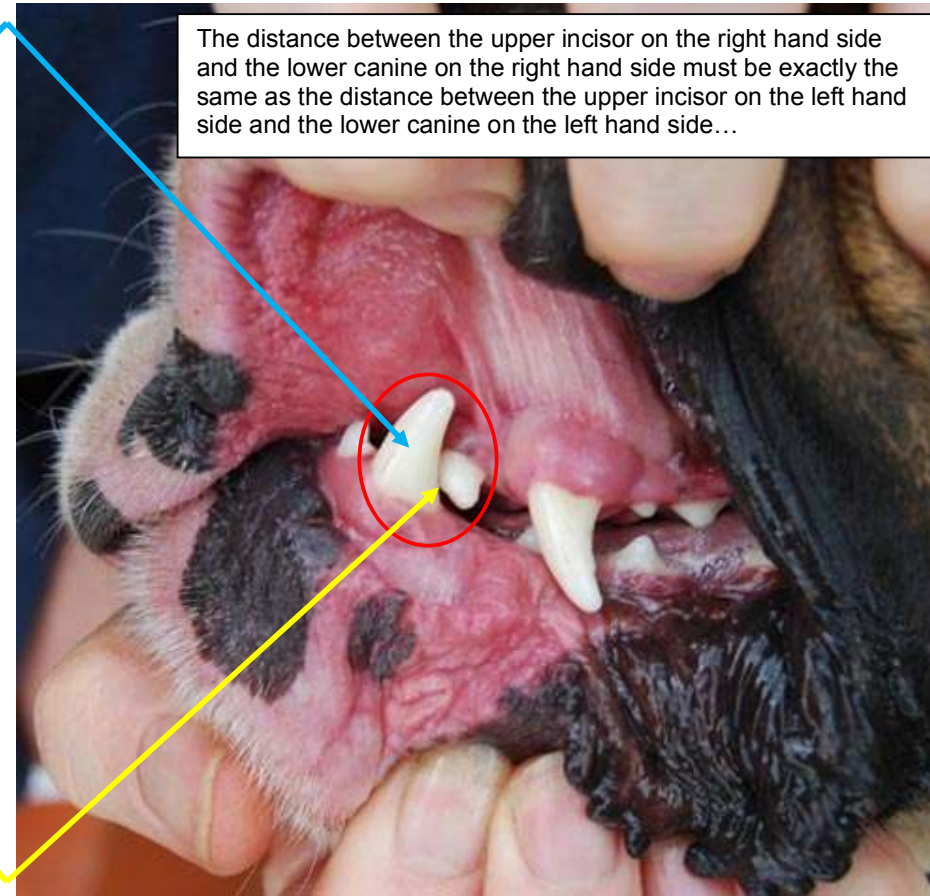 The distance between the upper incisor on the right hand side
and the lower canine on the right hand side must be exactly the
same as the distance between the upper incisor on the left hand
side and the lower canine on the left hand side…